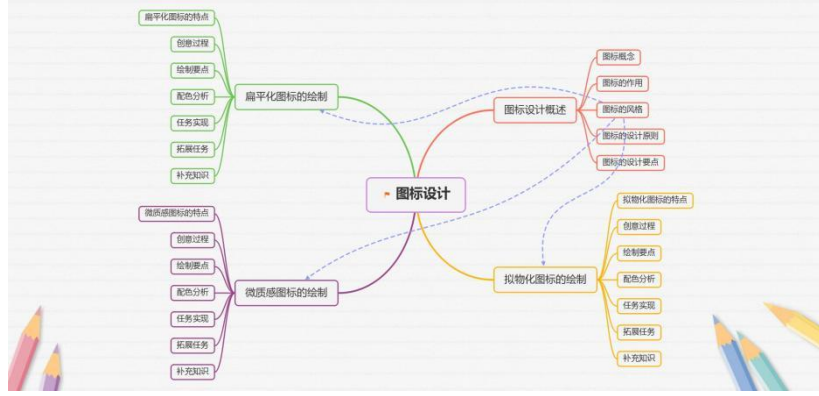 图标设计
图标设计概述
图标概念
图标的作用
图标的风格
图标的设计原则
图标的设计要点
拟物化图标的绘制
拟物化图标的特点
创意过程
绘制要点
配色分析
任务实现
拓展任务
补充知识
扁平化图标的绘制
扁平化图标的特点
创意过程
绘制要点
配色分析
任务实现
拓展任务
补充知识
微质感图标的绘制
微质感图标的特点
创意过程
绘制要点
配色分析
任务实现
拓展任务
补充知识